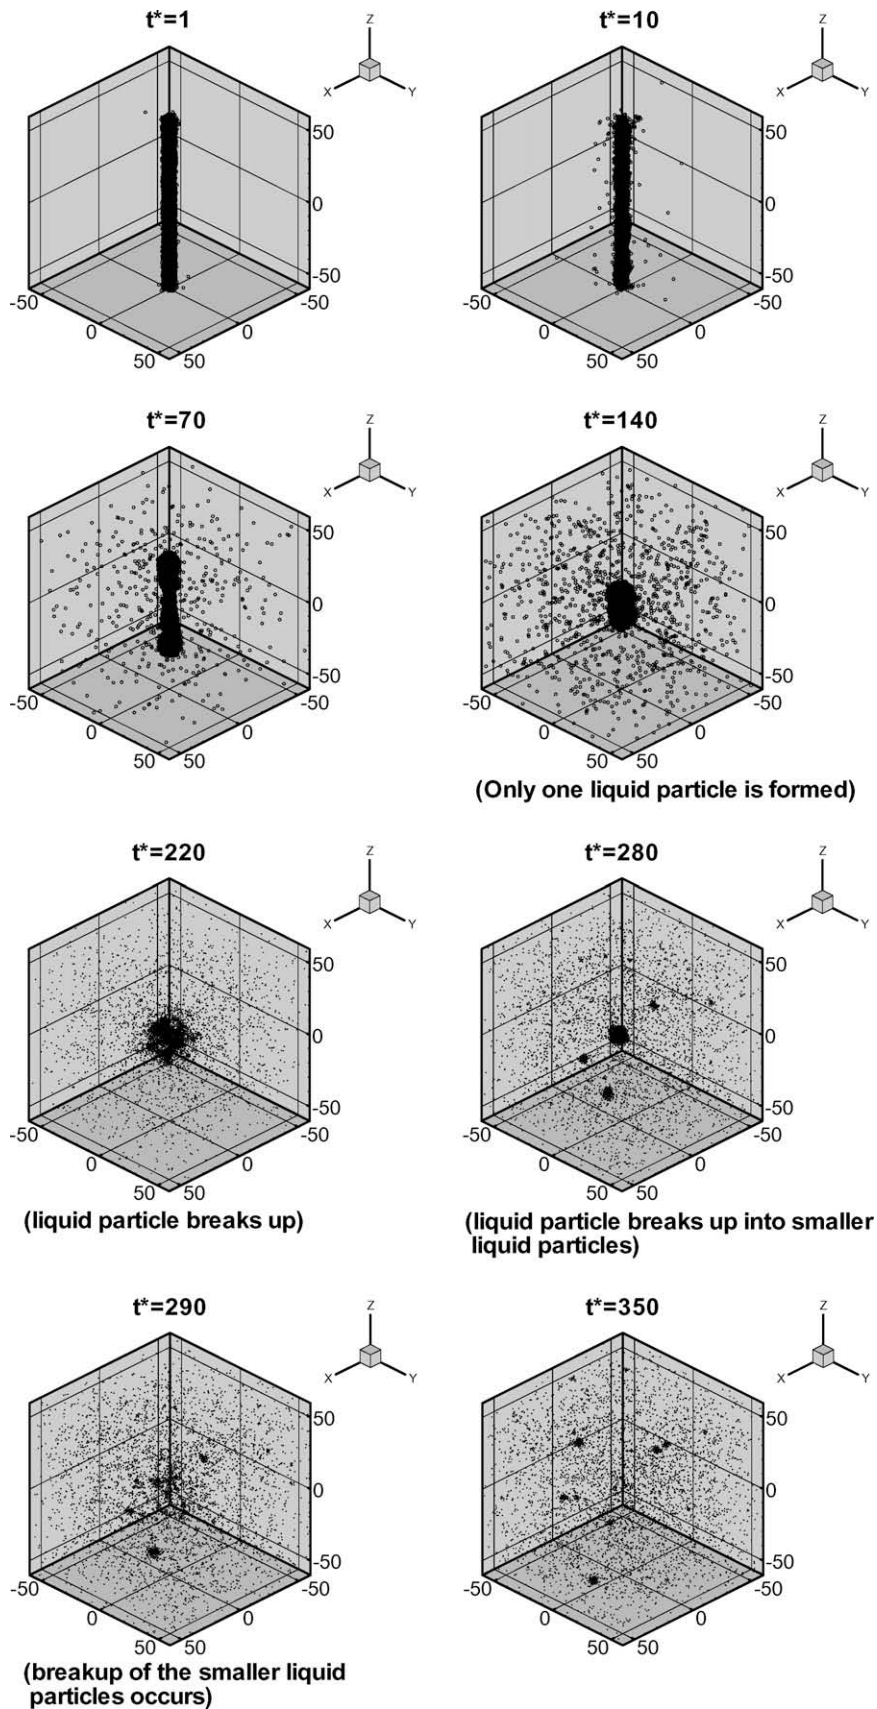 t*=1
Z
X
Y
50
0
-50
-50
0
50
50
0
-50
t*=10
Z
X
Y
50
0
-50
-50
0
50
50
0
-50
t*=70
Z
X
Y
50
0
-50
-50
0
50
50
0
-50
t*=140
Z
X
Y
50
0
-50
-50
0
50
50
0
-50
(Only one liquid particle is formed)
t*=220
Z
X
Y
50
0
-50
-50
0
50
50
0
-50
(liquid particle breaks up)
t*=280
Z
X
Y
50
0
-50
-50
0
50
50
0
-50
(liquid particle breaks up into smaller
liquid particles)
t*=290
Z
X
Y
50
0
-50
-50
0
50
50
0
-50
(breakup of the smaller liquid
particles occurs)
t*=350
Z
X
Y
50
0
-50
-50
0
50
50
0
-50